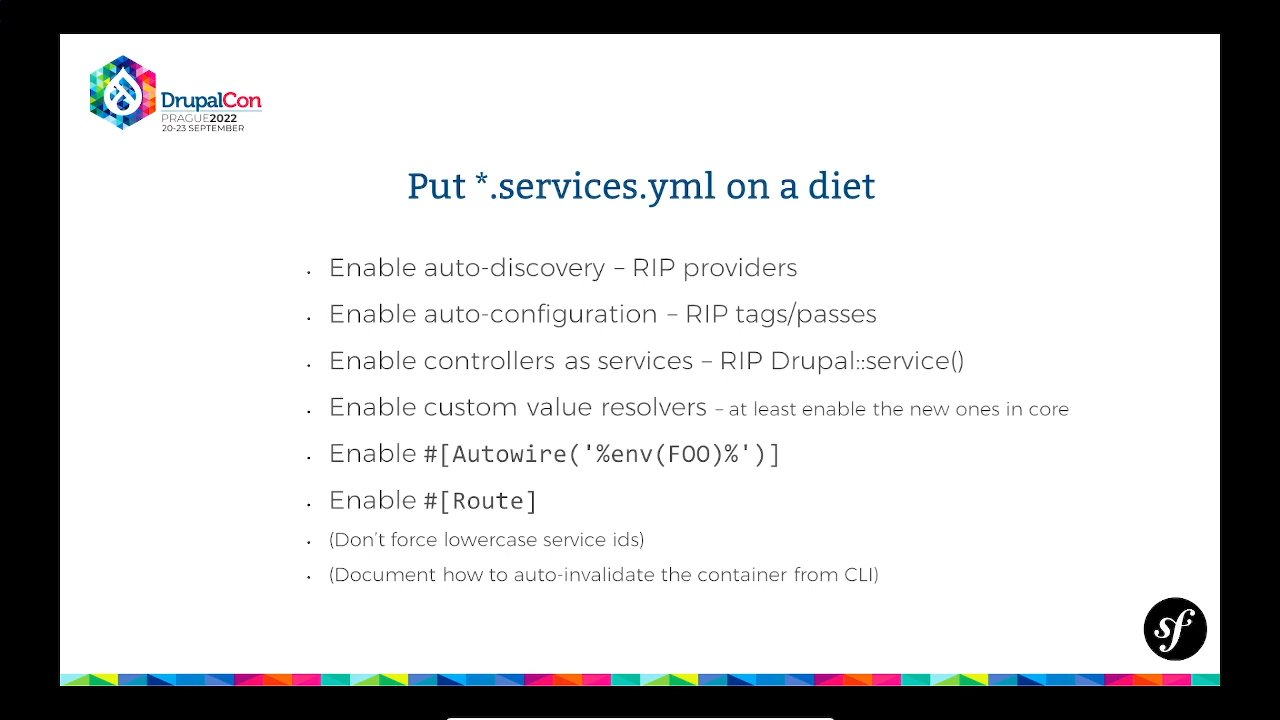 DrupalCon
PRAGUE2022
20-23 SEPTEMBER
Put *.services.yml on a diet
• Enable auto-discovery – RIP providers
• Enable auto-configuration – RIP tags/passes
• Enable controllers as services – RIP Drupal::service()
• Enable custom value resolvers – at least enable the new ones in core
• Enable #[Autowire('%env(FOO)%')]
• Enable #[Route]
• (Don’t force lowercase service ids)
• (Document how to auto-invalidate the container from CLI)
sf